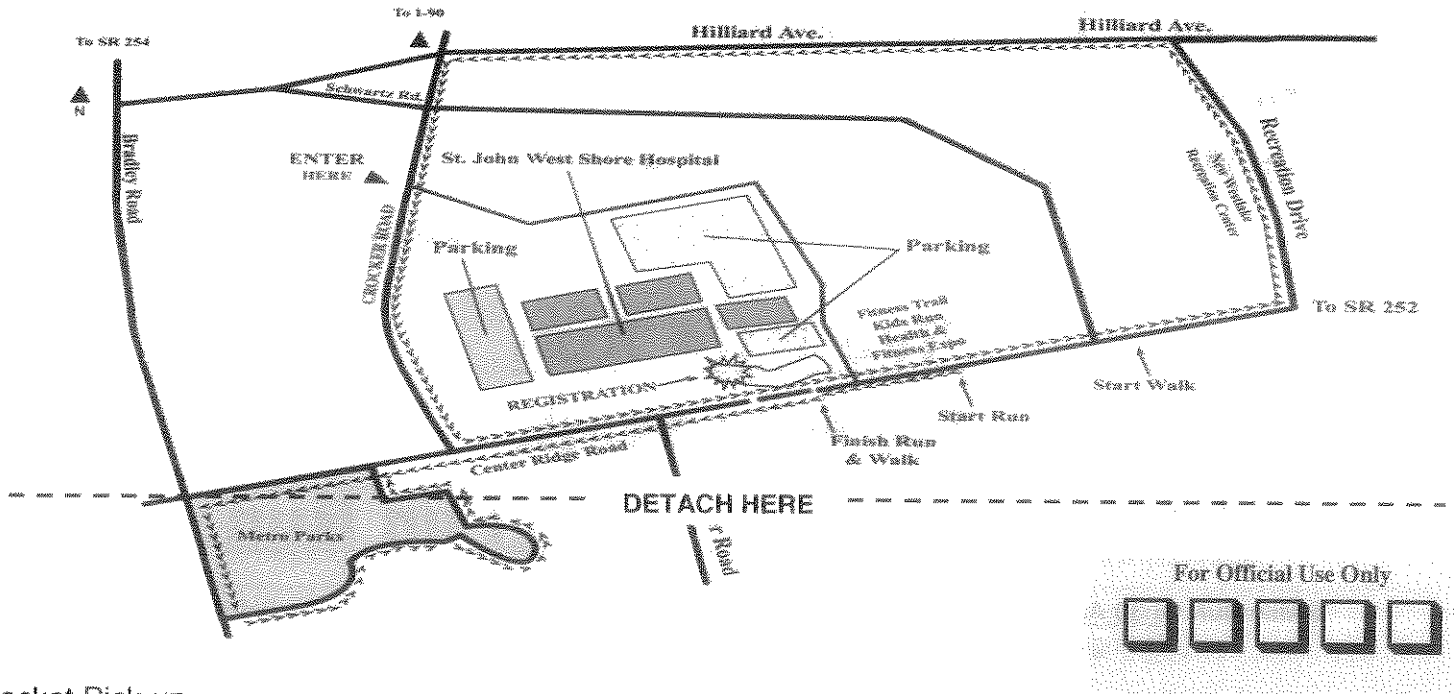 To I-90
To SR 254
Hilliard Ave.
Hilliard Ave.
N
Schwartz Rd.
Bradley Road
ENTER
HERE
St. John West Shore Hospital
Recreation Drive
New Westlake
Recreation Center
CROCKER ROAD
Parking
Parking
Fitness Trail
Kids Run
Health &
Fitness Expo
To SR 252
REGISTRATION
Start Walk
Start Run
Finish Run
& Walk
Center Ridge Road
DETACH HERE
Metro Parks
Road
For Official Use Only